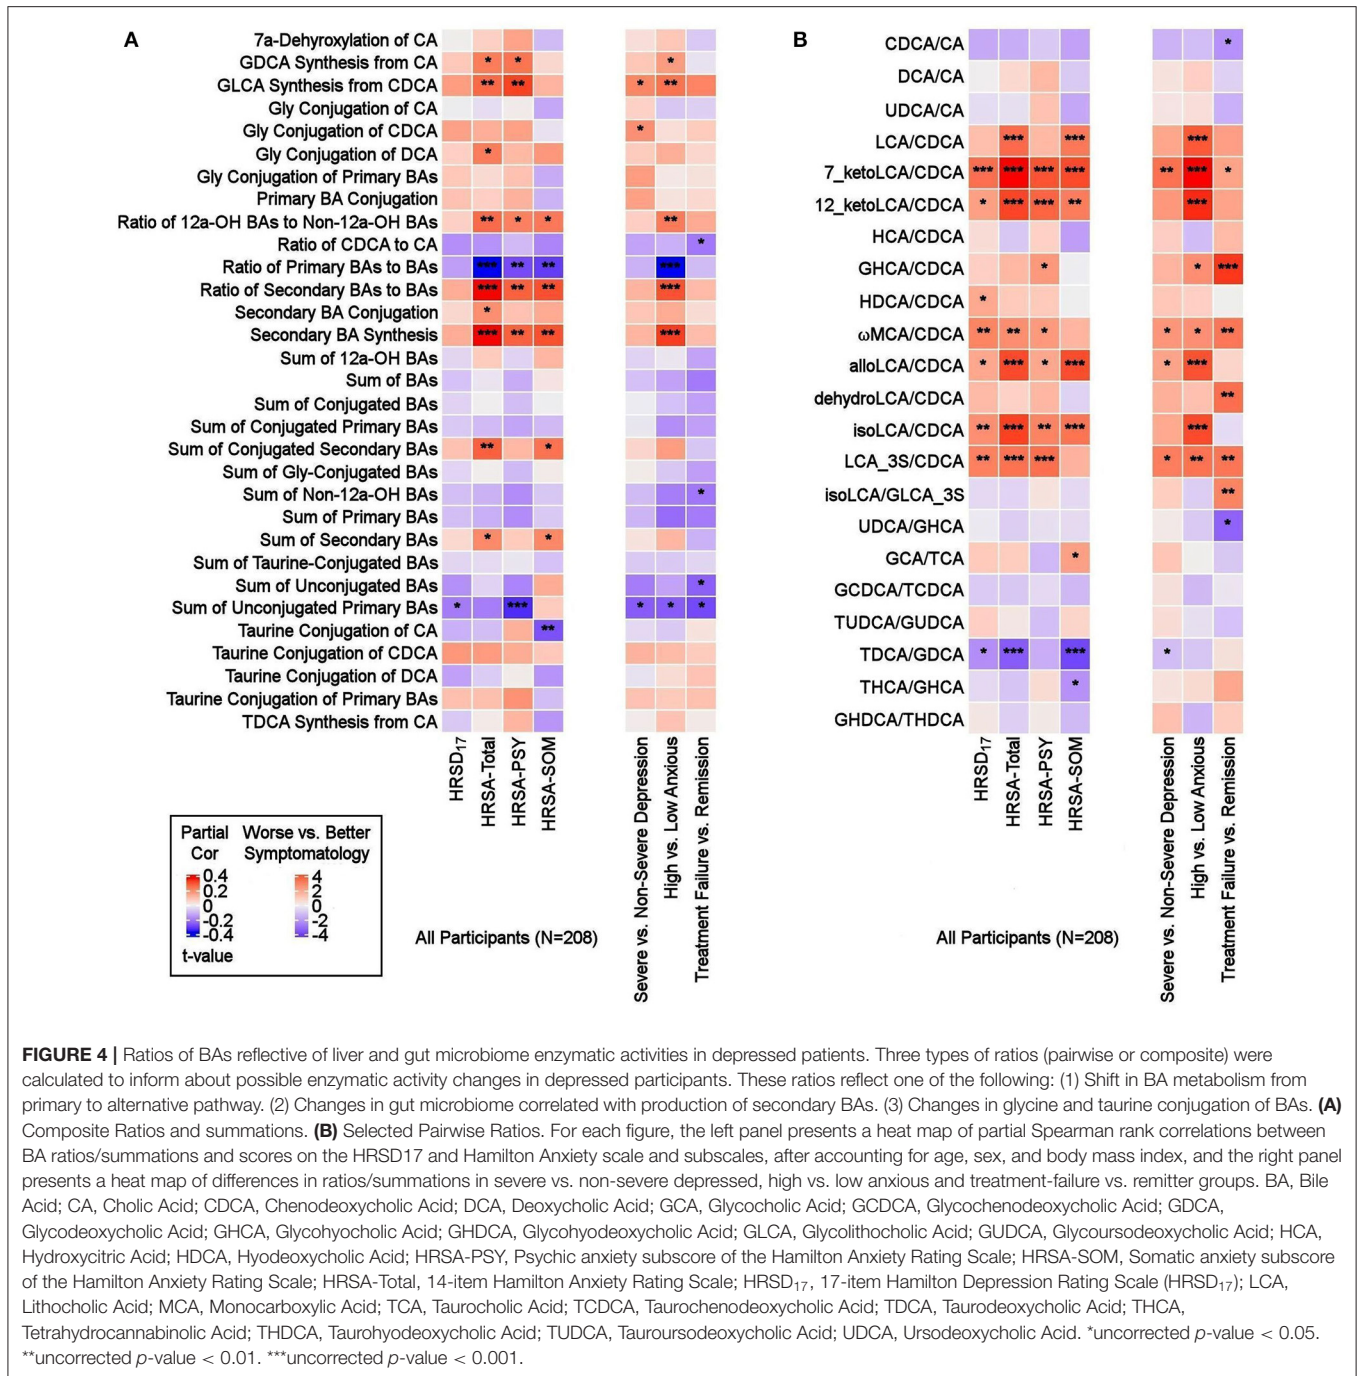 A
7a-Dehyroxylation of CA
GDCA Synthesis from CA * * *
GLCA Synthesis from CDCA ** ** * **
Gly Conjugation of CA
Gly Conjugation of CDCA *
Gly Conjugation of DCA *
Gly Conjugation of Primary BAs
Primary BA Conjugation
Ratio of 12a-OH BAs to Non-12a-OH BAs ** * * **
Ratio of CDCA to CA *
Ratio of Primary BAs to BAs *** ** ** ***
Ratio of Secondary BAs to BAs *** ** ** ***
Secondary BA Conjugation *
Secondary BA Synthesis *** ** ** ***
Sum of 12a-OH BAs
Sum of BAs
Sum of Conjugated BAs
Sum of Conjugated Primary BAs
Sum of Conjugated Secondary BAs ** *
Sum of Gly-Conjugated BAs
Sum of Non-12a-OH BAs *
Sum of Primary BAs
Sum of Secondary BAs * *
Sum of Taurine-Conjugated BAs
Sum of Unconjugated BAs *
Sum of Unconjugated Primary BAs * *** * * *
Taurine Conjugation of CA **
Taurine Conjugation of CDCA
Taurine Conjugation of DCA
Taurine Conjugation of Primary BAs
TDCA Synthesis from CA
HRSD17
HRSA-Total
HRSA-PSY
HRSA-SOM
Severe vs. Non-Severe Depression
High vs. Low Anxious
Treatment Failure vs. Remission
Partial Cor
Worse vs. Better Symptomatology
0.4 4
0.2 2
0 0
-0.2 -2
-0.4 -4
t-value
All Participants (N=208)
B
CDCA/CA *
DCA/CA
UDCA/CA
LCA/CDCA *** *** ***
7_ketoLCA/CDCA *** *** *** *** ** *** *
12_ketoLCA/CDCA * *** *** ** ***
HCA/CDCA
GHCA/CDCA * * ***
HDCA/CDCA *
ωMCA/CDCA ** ** * * * **
alloLCA/CDCA * *** * *** * ***
dehydroLCA/CDCA **
isoLCA/CDCA ** *** ** *** ***
LCA_3S/CDCA ** *** *** * ** **
isoLCA/GLCA_3S **
UDCA/GHCA *
GCA/TCA *
GCDCA/TCDCA
TUDCA/GUDCA
TDCA/GDCA * *** *** *
THCA/GHCA *
GHDCA/THDCA
HRSD17
HRSA-Total
HRSA-PSY
HRSA-SOM
Severe vs. Non-Severe Depression
High vs. Low Anxious
Treatment Failure vs. Remission
All Participants (N=208)
FIGURE 4 | Ratios of BAs reflective of liver and gut microbiome enzymatic activities in depressed patients. Three types of ratios (pairwise or composite) were
calculated to inform about possible enzymatic activity changes in depressed participants. These ratios reflect one of the following: (1) Shift in BA metabolism from
primary to alternative pathway. (2) Changes in gut microbiome correlated with production of secondary BAs. (3) Changes in glycine and taurine conjugation of BAs. (A)
Composite Ratios and summations. (B) Selected Pairwise Ratios. For each figure, the left panel presents a heat map of partial Spearman rank correlations between
BA ratios/summations and scores on the HRSD17 and Hamilton Anxiety scale and subscales, after accounting for age, sex, and body mass index, and the right panel
presents a heat map of differences in ratios/summations in severe vs. non-severe depressed, high vs. low anxious and treatment-failure vs. remitter groups. BA, Bile
Acid; CA, Cholic Acid; CDCA, Chenodeoxycholic Acid; DCA, Deoxycholic Acid; GCA, Glycocholic Acid; GCDCA, Glycochenodeoxycholic Acid; GDCA,
Glycodeoxycholic Acid; GHCA, Glycohyocholic Acid; GHDCA, Glycohyodeoxycholic Acid; GLCA, Glycolithocholic Acid; GUDCA, Glycoursodeoxycholic Acid; HCA,
Hydroxycitric Acid; HDCA, Hyodeoxycholic Acid; HRSA-PSY, Psychic anxiety subscore of the Hamilton Anxiety Rating Scale; HRSA-SOM, Somatic anxiety subscore
of the Hamilton Anxiety Rating Scale; HRSA-Total, 14-item Hamilton Anxiety Rating Scale; HRSD17, 17-item Hamilton Depression Rating Scale (HRSD17); LCA,
Lithocholic Acid; MCA, Monocarboxylic Acid; TCA, Taurocholic Acid; TCDCA, Taurochenodeoxycholic Acid; TDCA, Taurodeoxycholic Acid; THCA,
Tetrahydrocannabinolic Acid; THDCA, Taurohyodeoxycholic Acid; TUDCA, Tauroursodeoxycholic Acid; UDCA, Ursodeoxycholic Acid. *uncorrected p-value < 0.05.
**uncorrected p-value < 0.01. ***uncorrected p-value < 0.001.